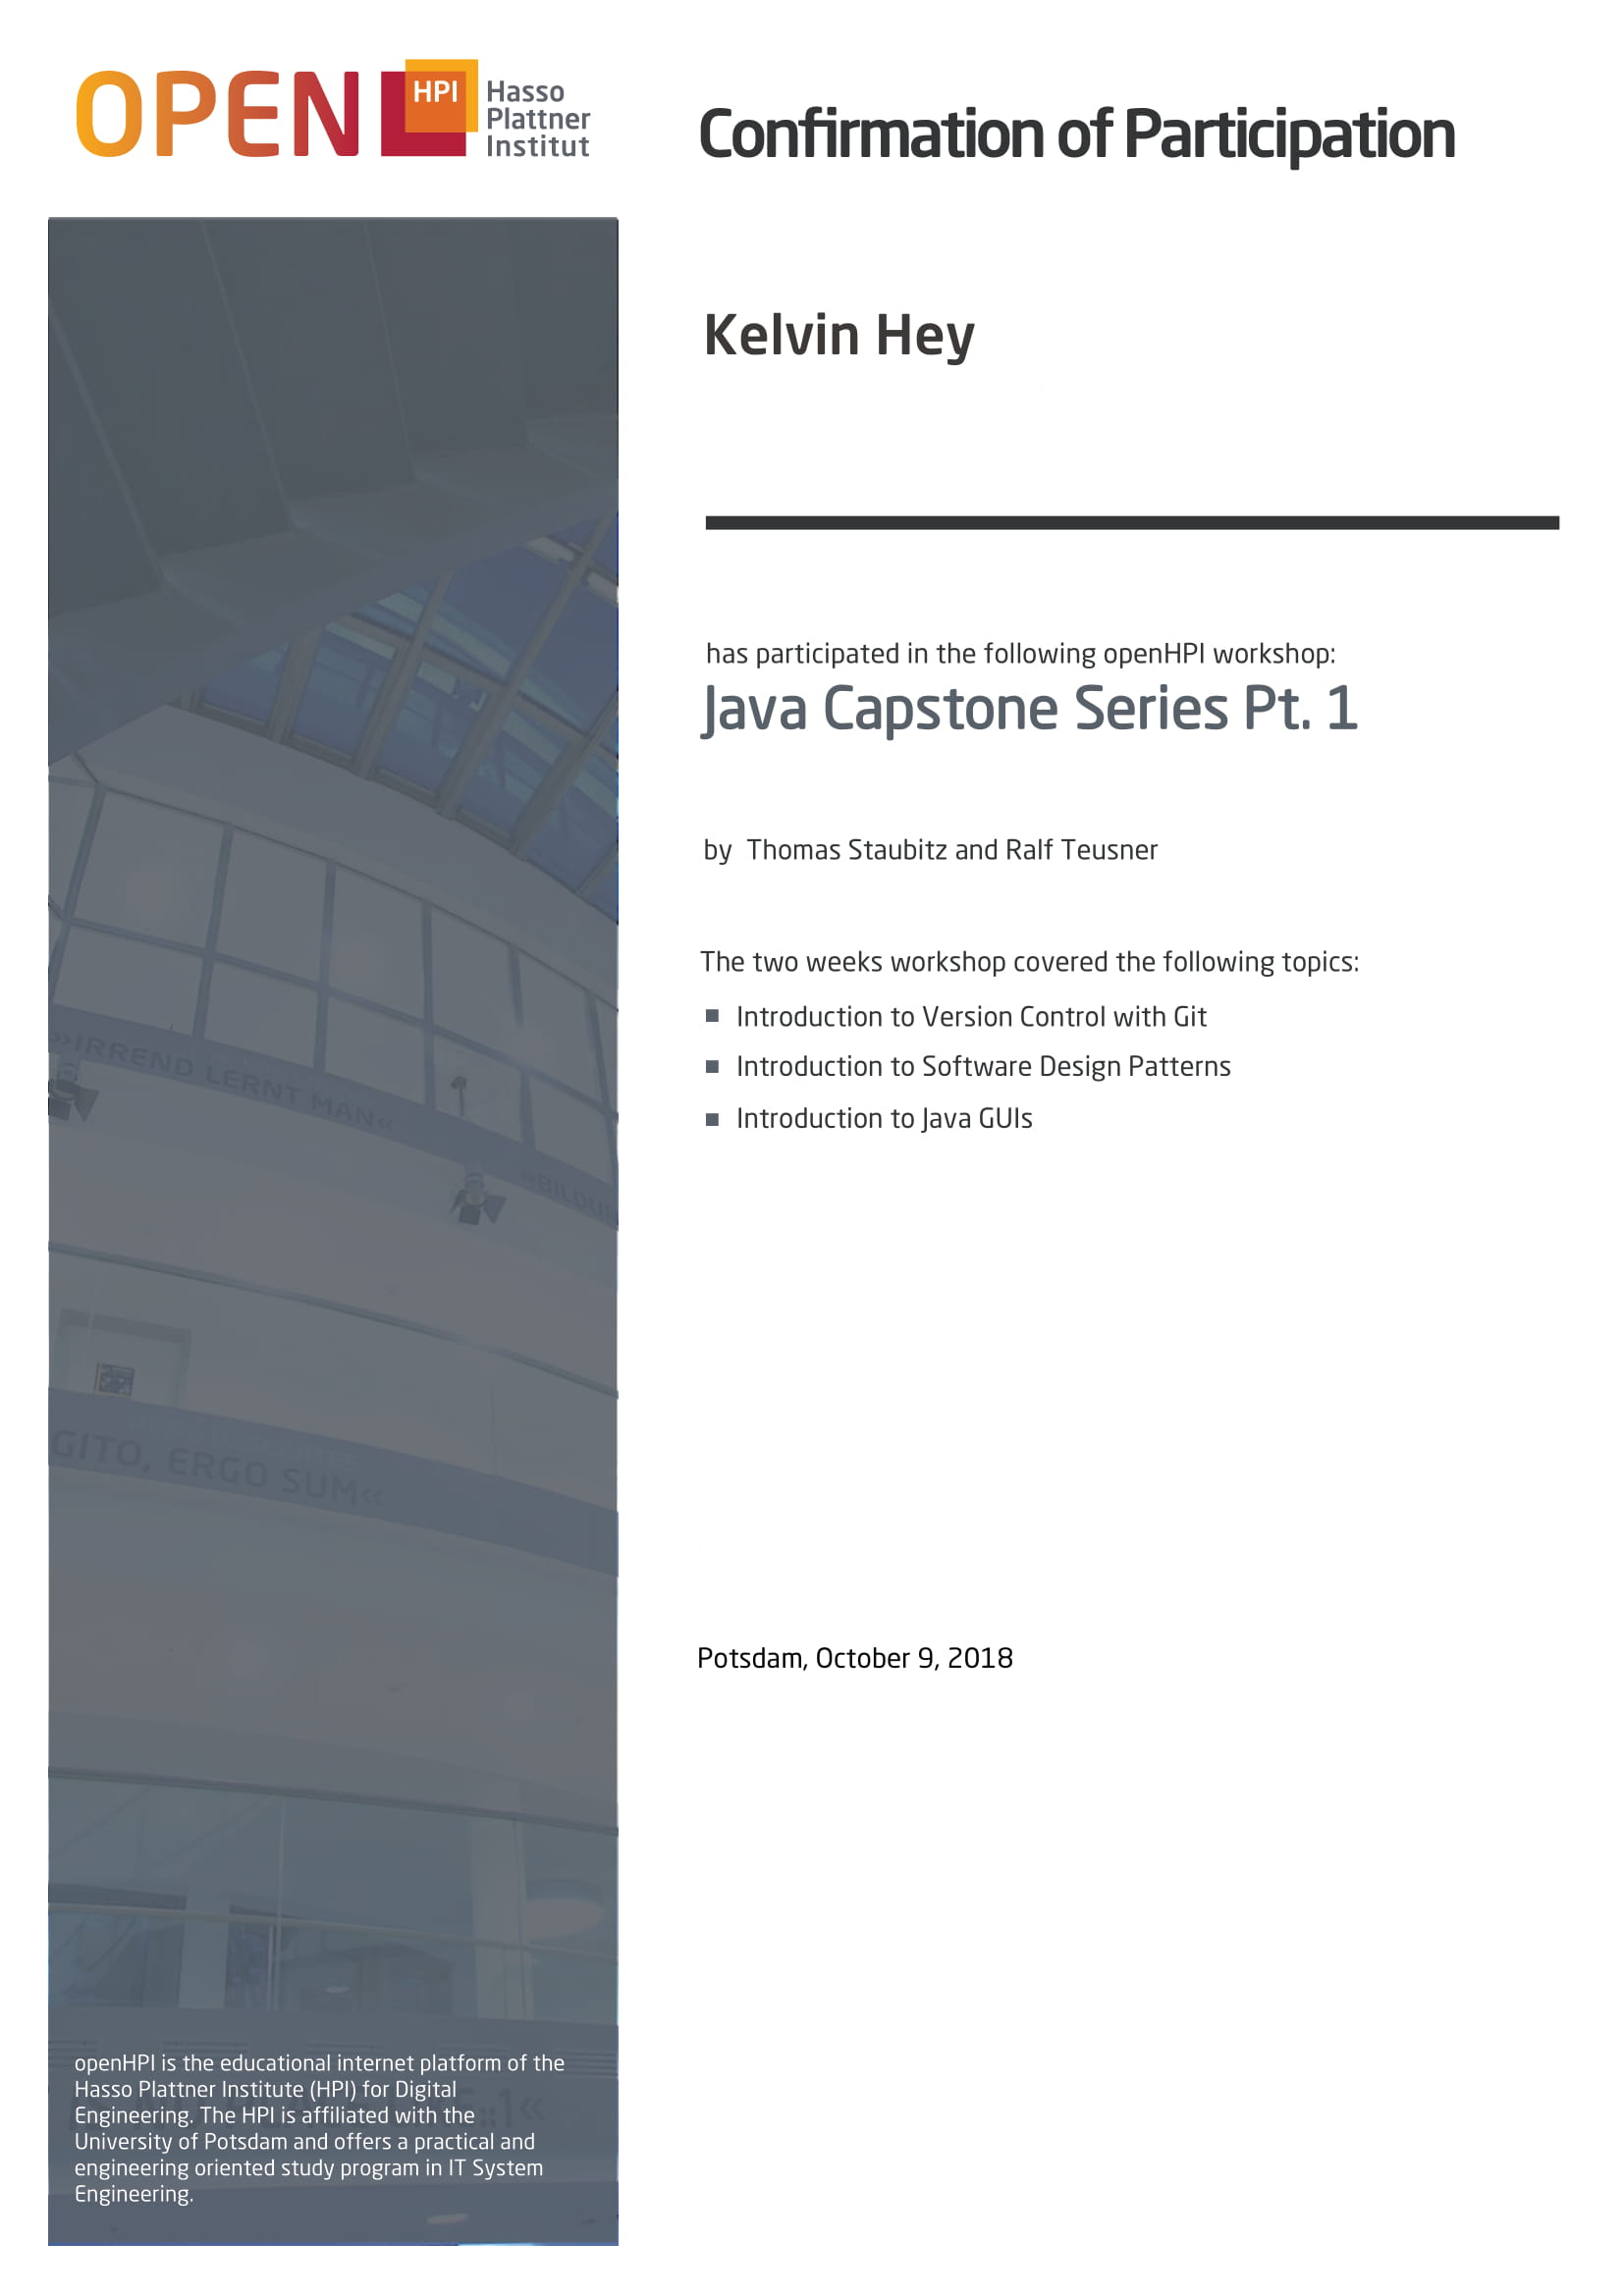 OPEN HPI Hasso
Plattner
Institut
Confirmation of Participation
Kelvin Hey
has participated in the following openHPI workshop:
Java Capstone Series Pt. 1
by Thomas Staubitz and Ralf Teusner
The two weeks workshop covered the following topics:
Introduction to Version Control with Git
Introduction to Software Design Patterns
Introduction to Java GUIs
Potsdam, October 9, 2018
»IRREND LERNT MAN«
GITO, ERGO SUM«
openHPI is the educational internet platform of the
Hasso Plattner Institute (HPI) for Digital
Engineering. The HPI is affiliated with the
University of Potsdam and offers a practical and
engineering oriented study program in IT System
Engineering.